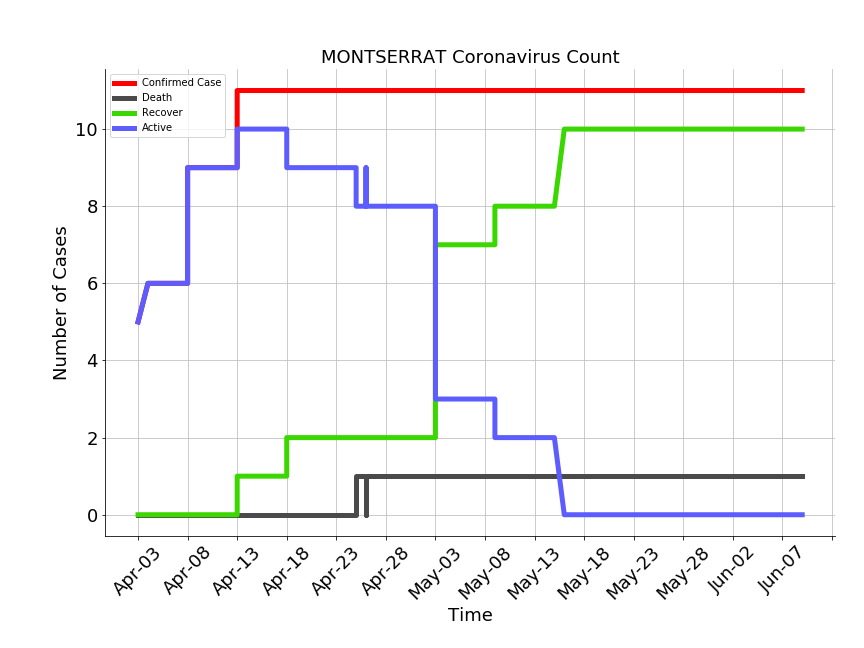 MONTSERRAT Coronavirus Count
Confirmed Case
Death
Recover
Active
Number of Cases
10
8
6
4
2
0
Apr-03
Apr-08
Apr-13
Apr-18
Apr-23
Apr-28
May-03
May-08
May-13
May-18
May-23
May-28
Jun-02
Jun-07
Time